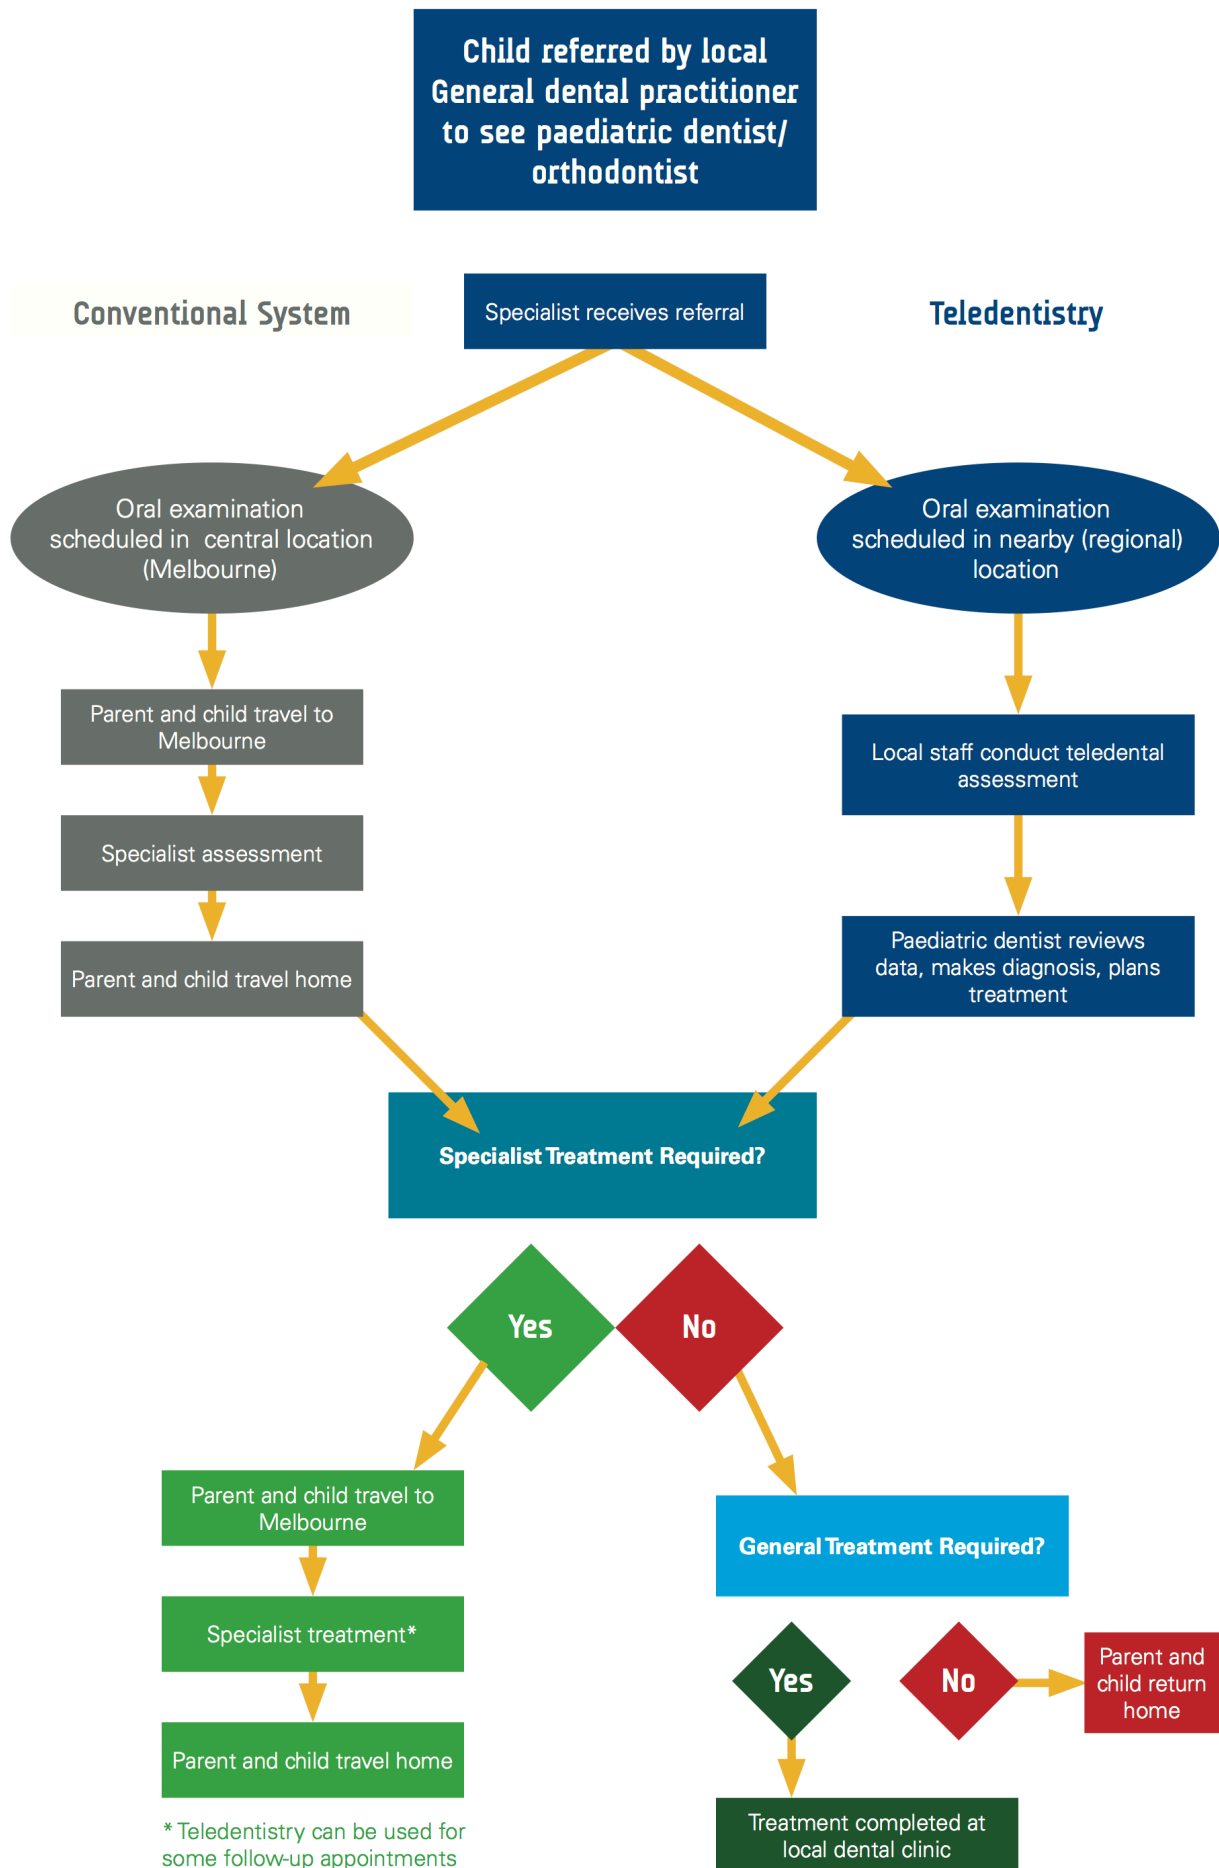 Child referred by local
General dental practitioner
to see paediatric dentist/
orthodontist
Conventional System
Specialist receives referral
Teledentistry
Oral examination
scheduled in central location
(Melbourne)
Oral examination
scheduled in nearby (regional)
location
Parent and child travel to
Melbourne
Local staff conduct teledental
assessment
Specialist assessment
Paediatric dentist reviews
data, makes diagnosis, plans
treatment
Parent and child travel home
Specialist Treatment Required?
Yes
No
Parent and child travel to
Melbourne
General Treatment Required?
Specialist treatment*
Yes
No
Parent and
child return
home
Parent and child travel home
Treatment completed at
local dental clinic
* Teledentistry can be used for
some follow-up appointments